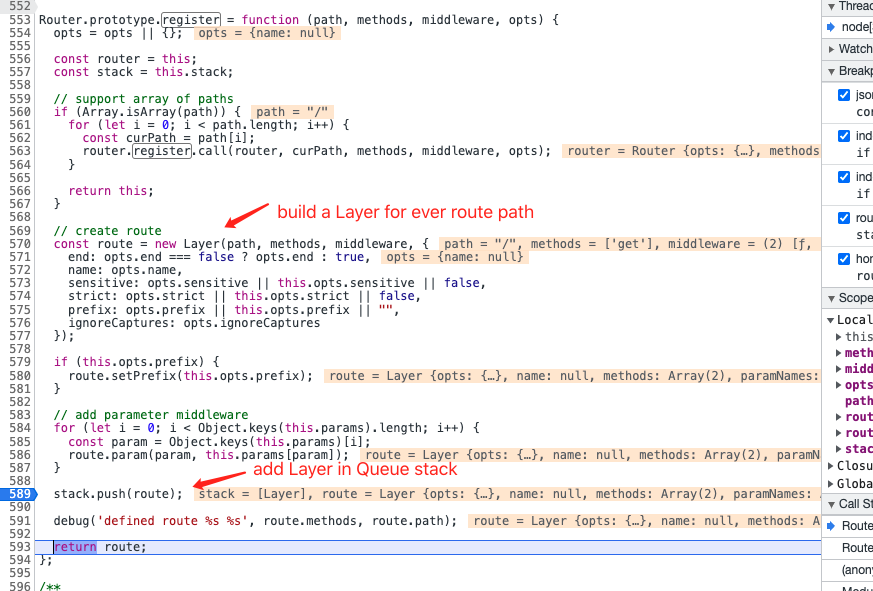 552
553 Router.prototype.register = function (path, methods, middleware, opts) {
554 opts = opts || {}; opts = {name: null}
555
556 const router = this;
557 const stack = this.stack;
558
559 // support array of paths
560 if (Array.isArray(path)) { path = "/"
561 for (let i = 0; i < path.length; i++) {
562 const curPath = path[i];
563 router.register.call(router, curPath, methods, middleware, opts); router = Router {opts: {…}, methods
564 }
565
566 return this;
567 }
568
build a Layer for ever route path
569 // create route
570 const route = new Layer(path, methods, middleware, { path = "/", methods = ['get'], middleware = (2) [ƒ,
571 end: opts.end === false ? opts.end : true, opts = {name: null}
572 name: opts.name,
573 sensitive: opts.sensitive || this.opts.sensitive || false,
574 strict: opts.strict || this.opts.strict || false,
575 prefix: opts.prefix || this.opts.prefix || "",
576 ignoreCaptures: opts.ignoreCaptures
577 });
578
579 if (this.opts.prefix) {
580 route.setPrefix(this.opts.prefix); route = Layer {opts: {…}, name: null, methods: Array(2), paramNames:
581 }
582
583 // add parameter middleware
584 for (let i = 0; i < Object.keys(this.params).length; i++) {
585 const param = Object.keys(this.params)[i];
586 route.param(param, this.params[param]); route = Layer {opts: {…}, name: null, methods: Array(2), paramN
587 }
add Layer in Queue stack
588
589 stack.push(route); stack = [Layer], route = Layer {opts: {…}, name: null, methods: Array(2), paramNames:
590
591 debug('defined route %s %s', route.methods, route.path); route = Layer {opts: {…}, name: null, methods: A
592
593 return route;
594 };
595
596 /**
Thread
node[
Watch
Breakp
json
con
ind
if
ind
if
rou
sta
hon
rou
Scope
Local
this
meth
midd
opts
path
rout
rout
stac
Closu
Globa
Call St
Route
Route
(anony